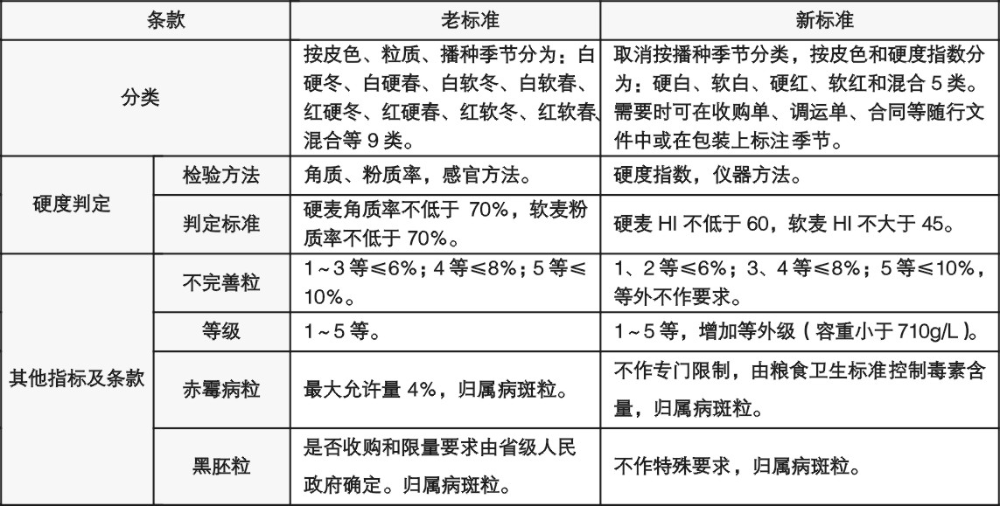 条款 老标准 新标准
分类
按皮色、粒质、播种季节分为：白
硬冬、白硬春、白软冬、白软春、
红硬冬、红硬春、红软冬、红软春、
混合等 9 类。
取消按播种季节分类，按皮色和硬度指数分
为：硬白、软白、硬红、软红和混合 5 类。
需要时可在收购单、调运单、合同等随行文
件中或在包装上标注季节。
硬度判定
检验方法
角质、粉质率，感官方法。
硬度指数，仪器方法。
判定标准
硬麦角质率不低于 70%，软麦粉
质率不低于 70%。
硬麦 HI 不低于 60，软麦 HI 不大于 45。
其他指标及条款
不完善粒
1～3 等≤6%；4 等≤8%；5 等≤
10%。
1、2 等≤6%；3、4 等≤8%；5 等≤10%，
等外不作要求。
等级
1～5 等。
1～5 等，增加等外级（容重小于 710g/L）。
赤霉病粒
最大允许量 4%，归属病斑粒。
不作专门限制，由粮食卫生标准控制毒素含
量，归属病斑粒。
黑胚粒
是否收购和限量要求由省级人民
政府确定。归属病斑粒。
不作特殊要求，归属病斑粒。